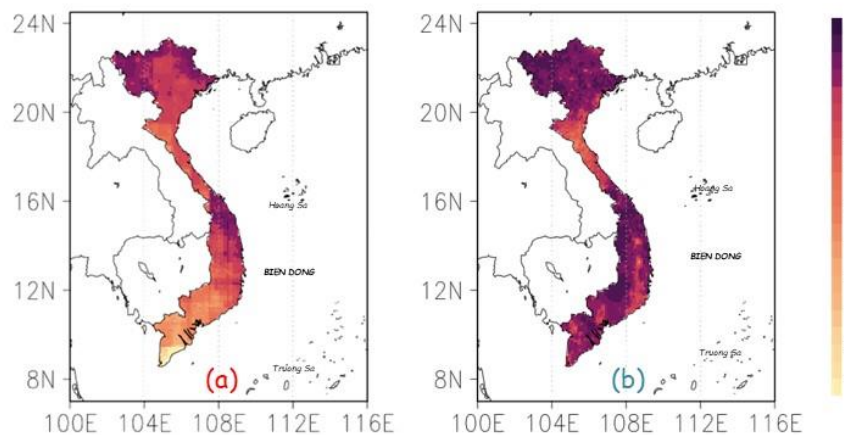 24N
20N
16N
12N
8N
100E 104E 108E 112E 116E
Hoang Sa
BIEN DONG
Truong Sa
(a)
24N
20N
16N
12N
8N
100E 104E 108E 112E 116E
Hoang Sa
BIEN DONG
Truong Sa
(b)